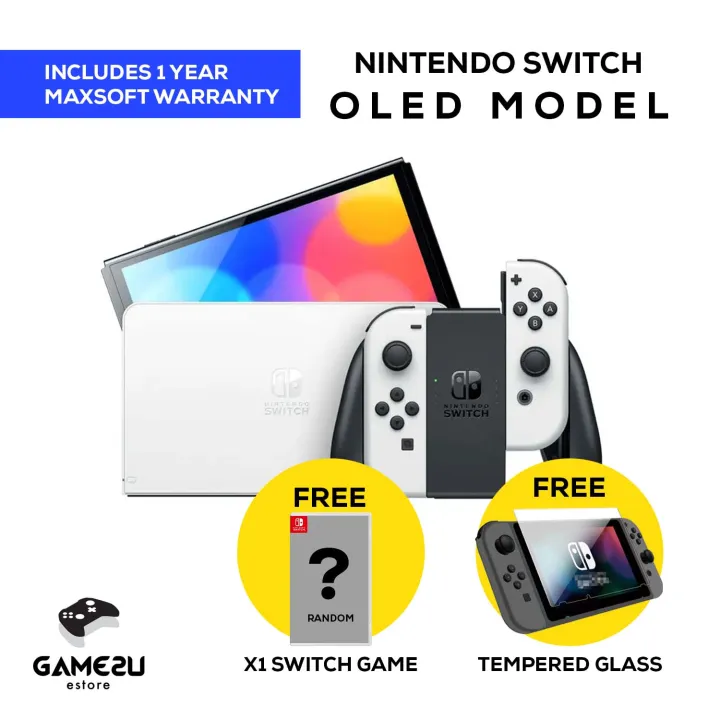 INCLUDES 1 YEAR
MAXSOFT WARRANTY
NINTENDO SWITCH
OLED MODEL
NINTENDO
SWITCH
NINTENDO
SWITCH
X
Y
A
B
FREE
?
RANDOM
X1 SWITCH GAME
FREE
TEMPERED GLASS
GAME2U
estore